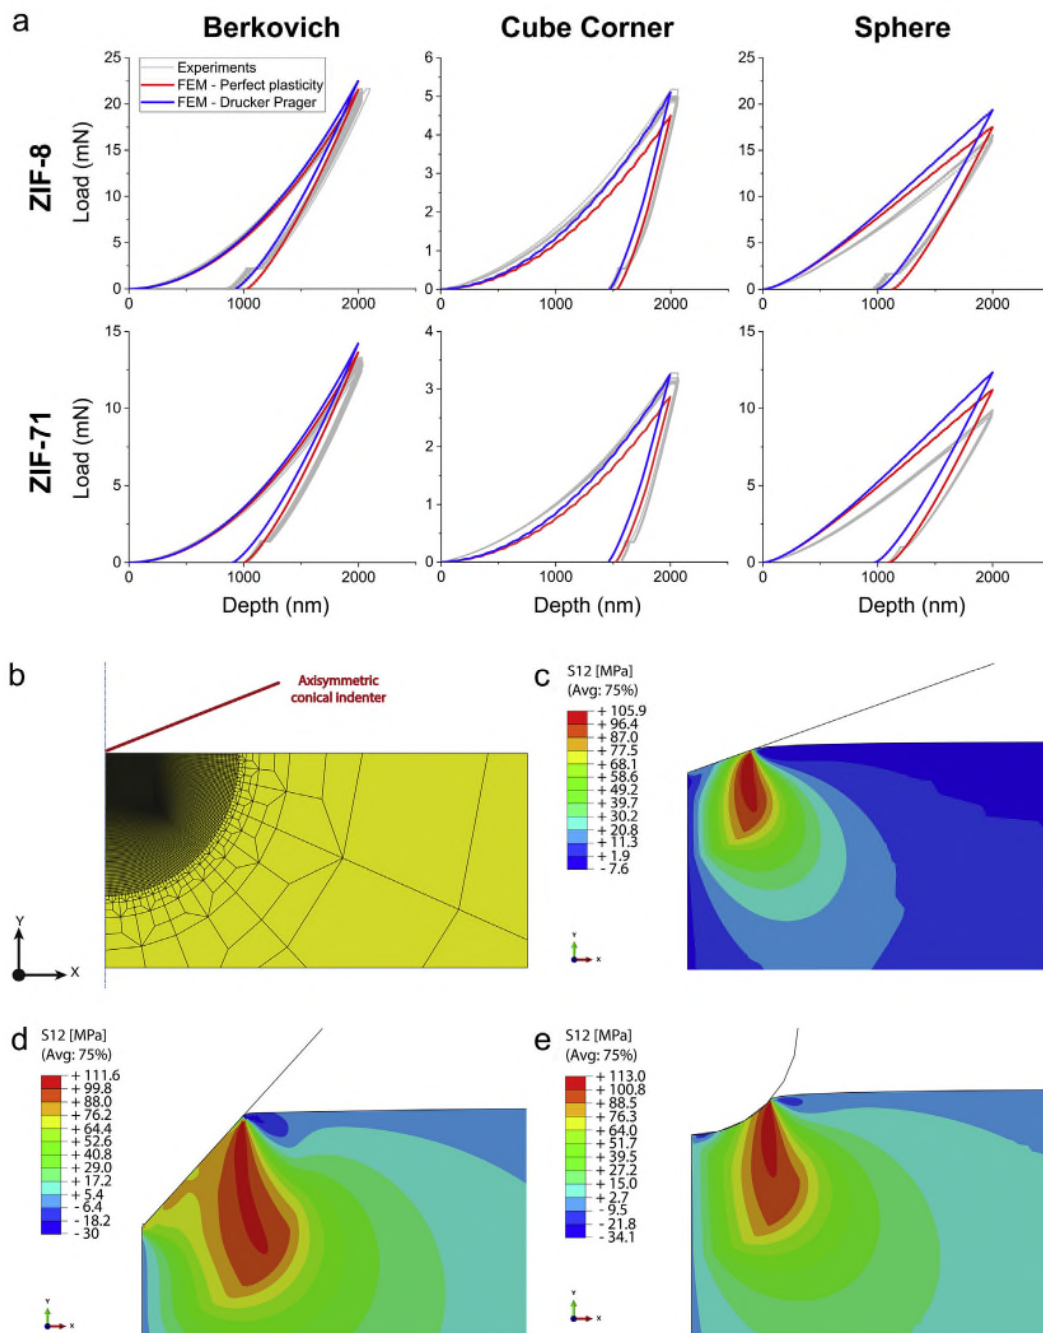 a
Berkovich
Cube Corner
Sphere
ZIF-8
Load (mN)
25
20
15
10
5
0
Experiments
FEM - Perfect plasticity
FEM - Drucker Prager
0 1000 2000
6
5
4
3
2
1
0
0 1000 2000
25
20
15
10
5
0
0 1000 2000
ZIF-71
Load (mN)
15
10
5
0
0 1000 2000
Depth (nm)
4
3
2
1
0
0 1000 2000
Depth (nm)
15
10
5
0
0 1000 2000
Depth (nm)
b
Axisymmetric
conical indenter
Y
X
c
S12 [MPa]
(Avg: 75%)
+ 105.9
+ 96.4
+ 87.0
+ 77.5
+ 68.1
+ 58.6
+ 49.2
+ 39.7
+ 30.2
+ 20.8
+ 11.3
+ 1.9
- 7.6
Y
X
d
S12 [MPa]
(Avg: 75%)
+ 111.6
+ 99.8
+ 88.0
+ 76.2
+ 64.4
+ 52.6
+ 40.8
+ 29.0
+ 17.2
+ 5.4
- 6.4
- 18.2
- 30
Y
X
e
S12 [MPa]
(Avg: 75%)
+ 113.0
+ 100.8
+ 88.5
+ 76.3
+ 64.0
+ 51.7
+ 39.5
+ 27.2
+ 15.0
+ 2.7
- 9.5
- 21.8
- 34.1
Y
X